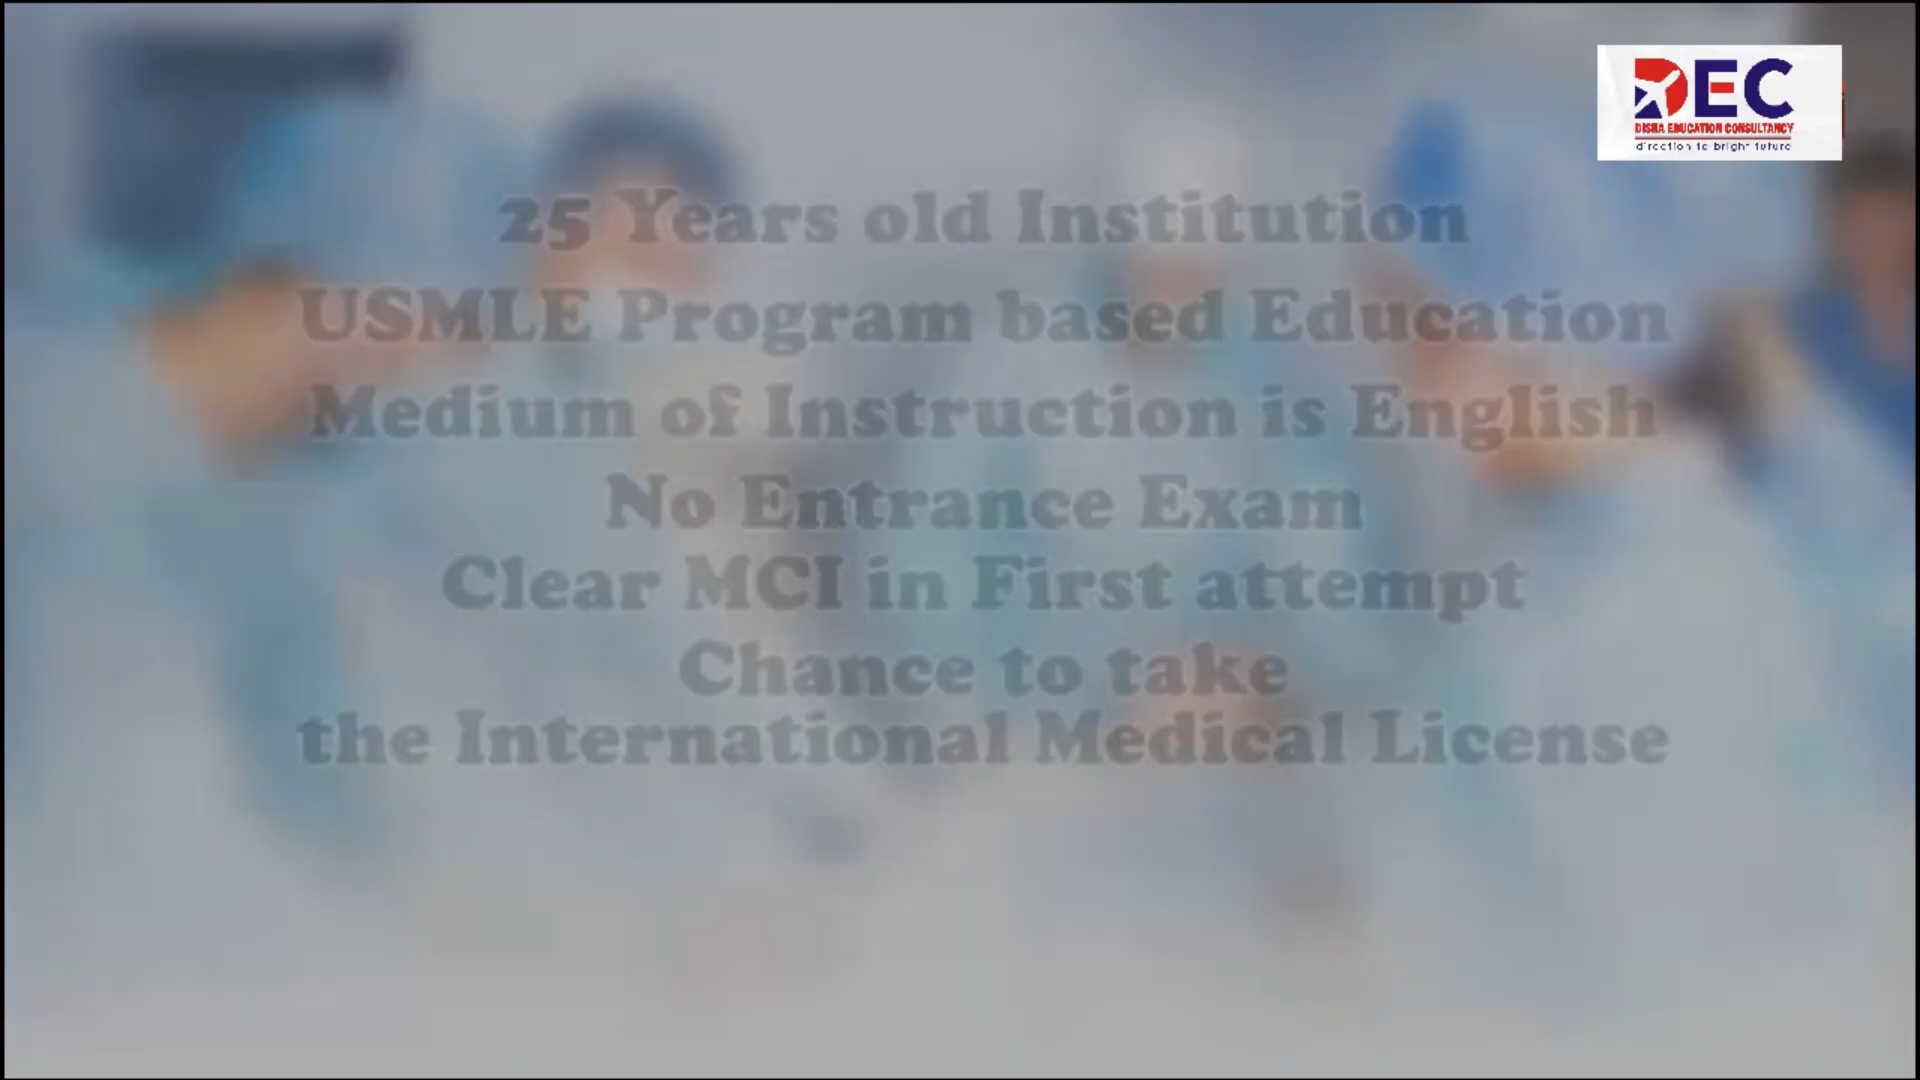 DEC
DISHA EDUCATION CONSULTANCY
direction to bright future
25 Years old Institution
USMLE Program based Education
Medium of Instruction is English
No Entrance Exam
Clear MCI in First attempt
Chance to take
the International Medical License